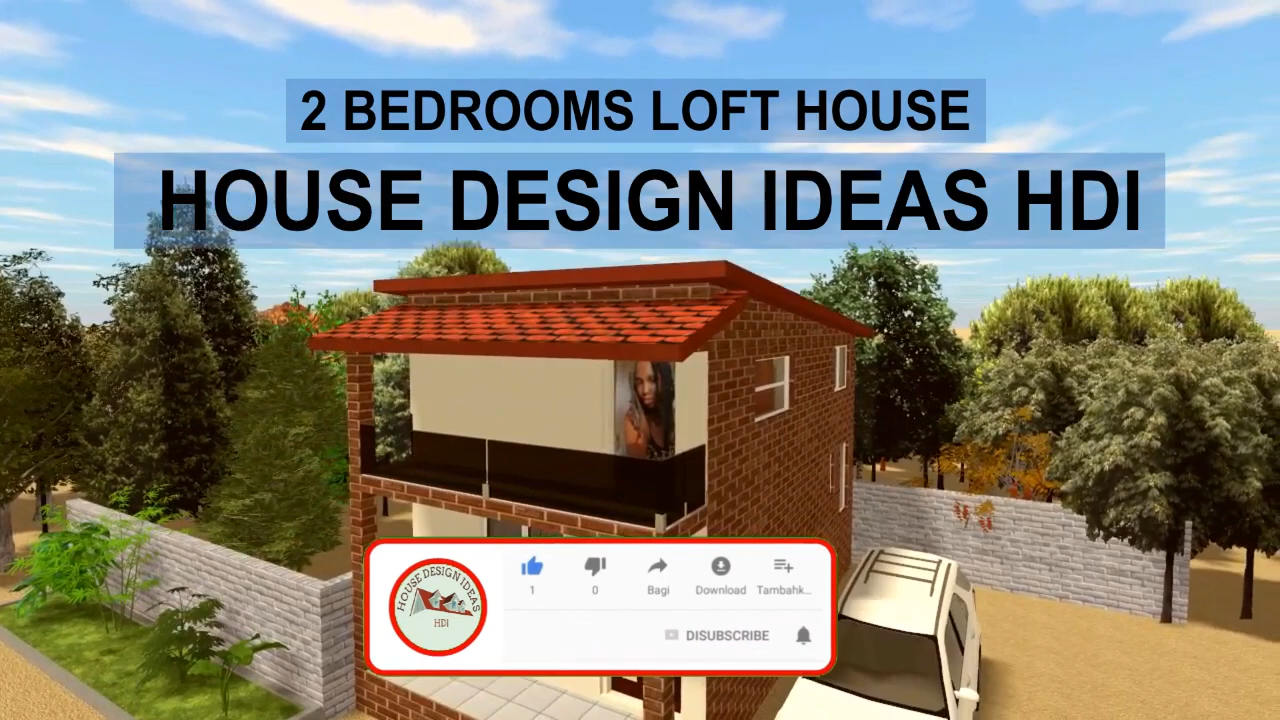 2 BEDROOMS LOFT HOUSE
HOUSE DESIGN IDEAS HDI
HOUSE DESIGN IDEAS
HDI
1
0
Bagi
Download
Tambahk...
DISUBSCRIBE